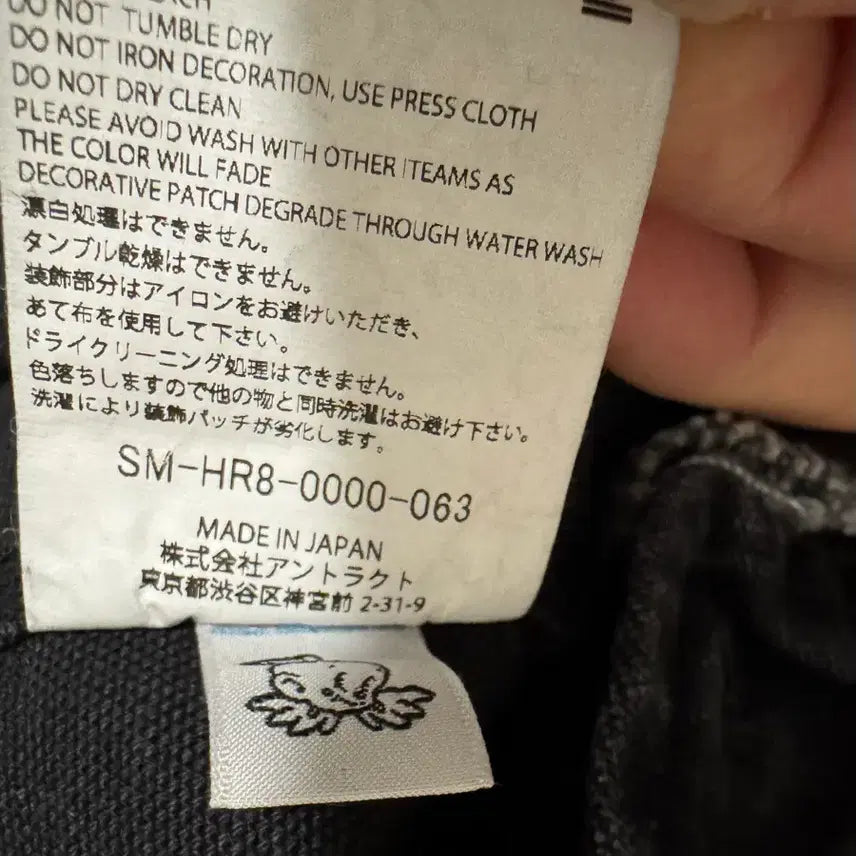 DO NOT TUMBLE DRY
DO NOT IRON DECORATION, USE PRESS CLOTH
DO NOT DRY CLEAN
PLEASE AVOID WASH WITH OTHER ITEAMS AS
THE COLOR WILL FADE
DECORATIVE PATCH DEGRADE THROUGH WATER WASH
漂白処理はできません。
タンブル乾燥はできません。
装飾部分はアイロンをお避けいただき、
あて布を使用して下さい。
ドライクリーニング処理はできません。
色落ちしますので他の物と同時洗濯はお避け下さい。
洗濯により装飾パッチが劣化します。
SM-HR8-0000-063
MADE IN JAPAN
株式会社アントラクト
東京都渋谷区神宮前 2-31-9